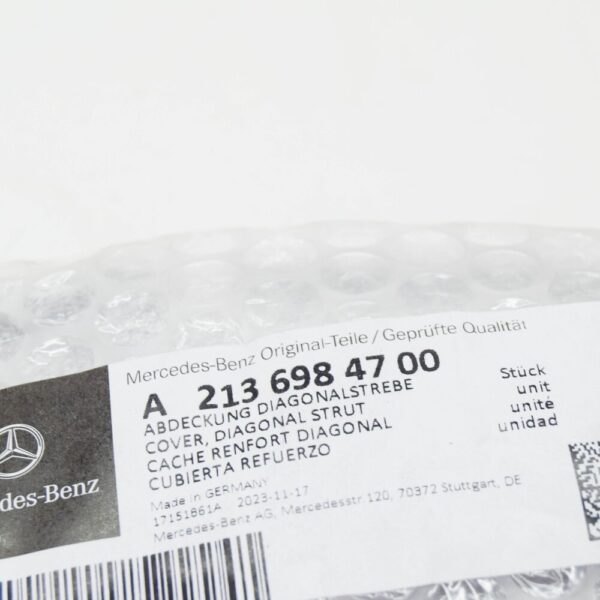 Mercedes-Benz Original-Teile / Geprüfte Qualität
A 213 698 47 00
ABDECKUNG DIAGONALSTREBE
COVER, DIAGONAL STRUT
CACHE RENFORT DIAGONAL
CUBIERTA REFUERZO
Stück
unit
unité
unidad
Made in GERMANY
17151861A 2023-11-17
Mercedes-Benz AG, Mercedesstr 120, 70372 Stuttgart, DE
des-Benz